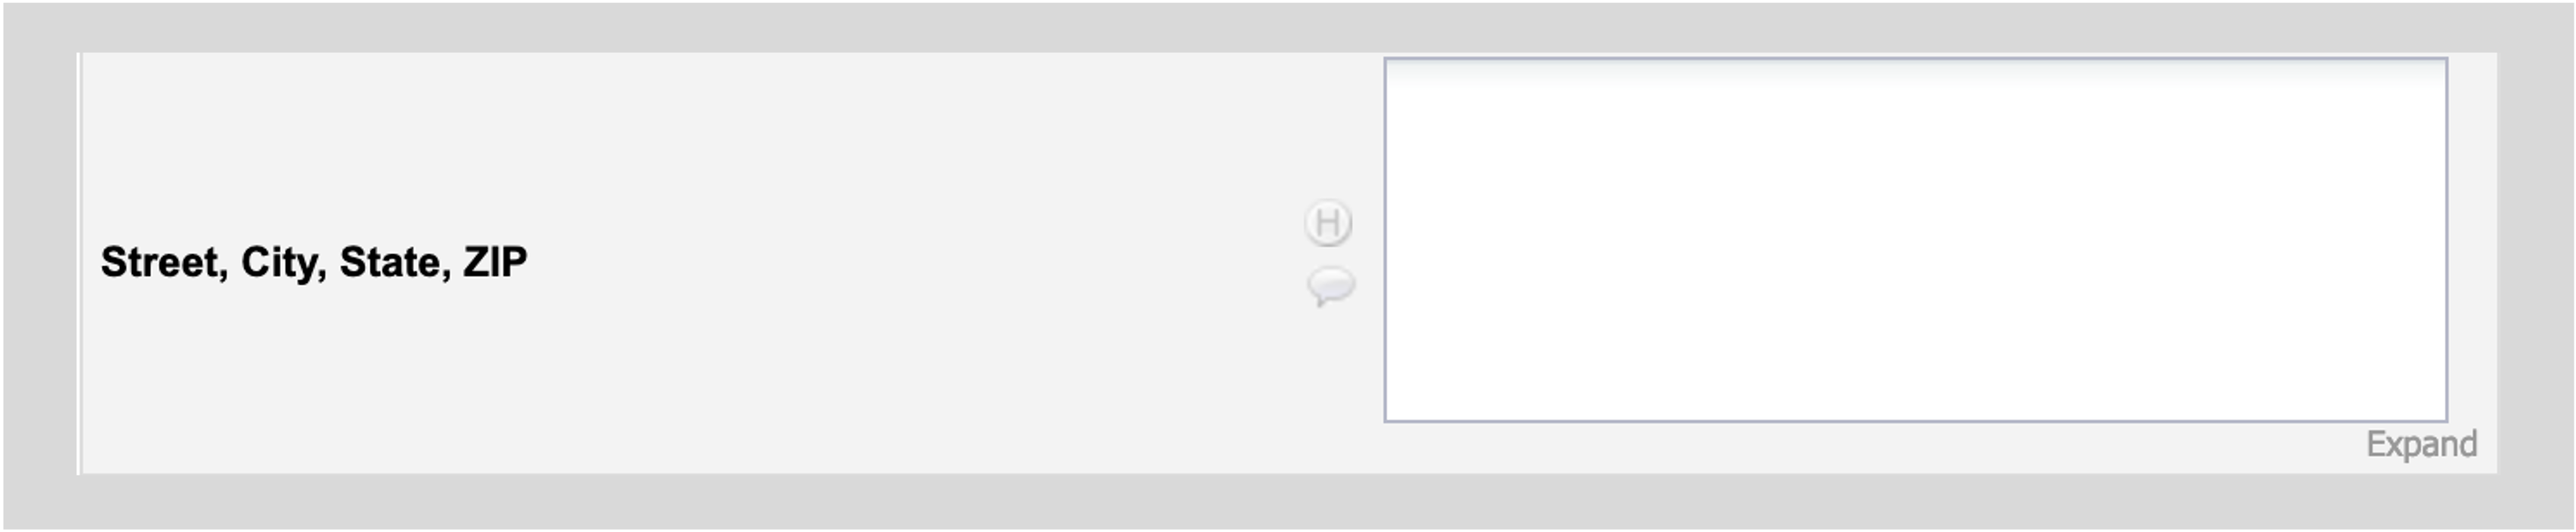 Street, City, State, ZIP
H
Expand